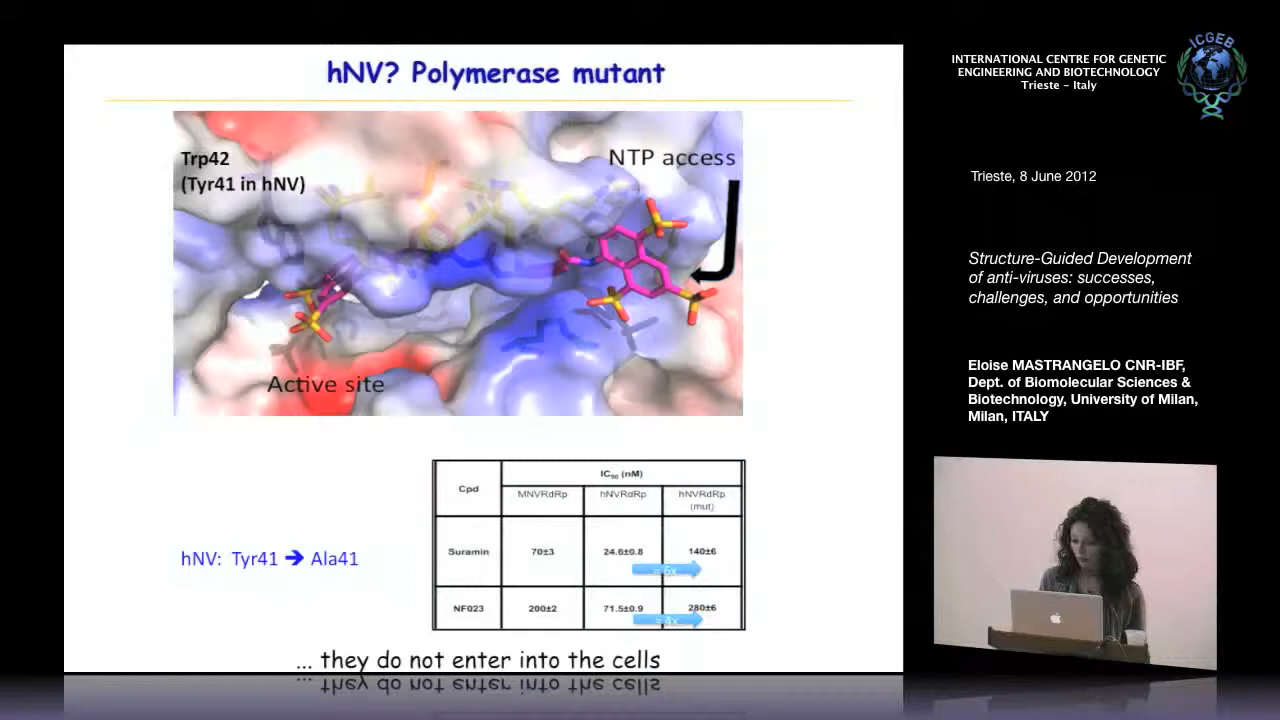 hNV? Polymerase mutant
Trp42
(Tyr41 in hNV)
NTP access
Active site
Cpd
IC50 (nM)
MNVRdRp
hNVRdRp
hNVRdRp
(mut)
Suramin
70±3
24.6±0.8
140±6
≈ 6x
NF023
200±2
71.5±0.9
280±6
≈ 4x
hNV: Tyr41 ➔ Ala41
... they do not enter into the cells
INTERNATIONAL CENTRE FOR GENETIC
ENGINEERING AND BIOTECHNOLOGY
Trieste - Italy
ICGEB
Trieste, 8 June 2012
Structure-Guided Development
of anti-viruses: successes,
challenges, and opportunities
Eloise MASTRANGELO CNR-IBF,
Dept. of Biomolecular Sciences &
Biotechnology, University of Milan,
Milan, ITALY